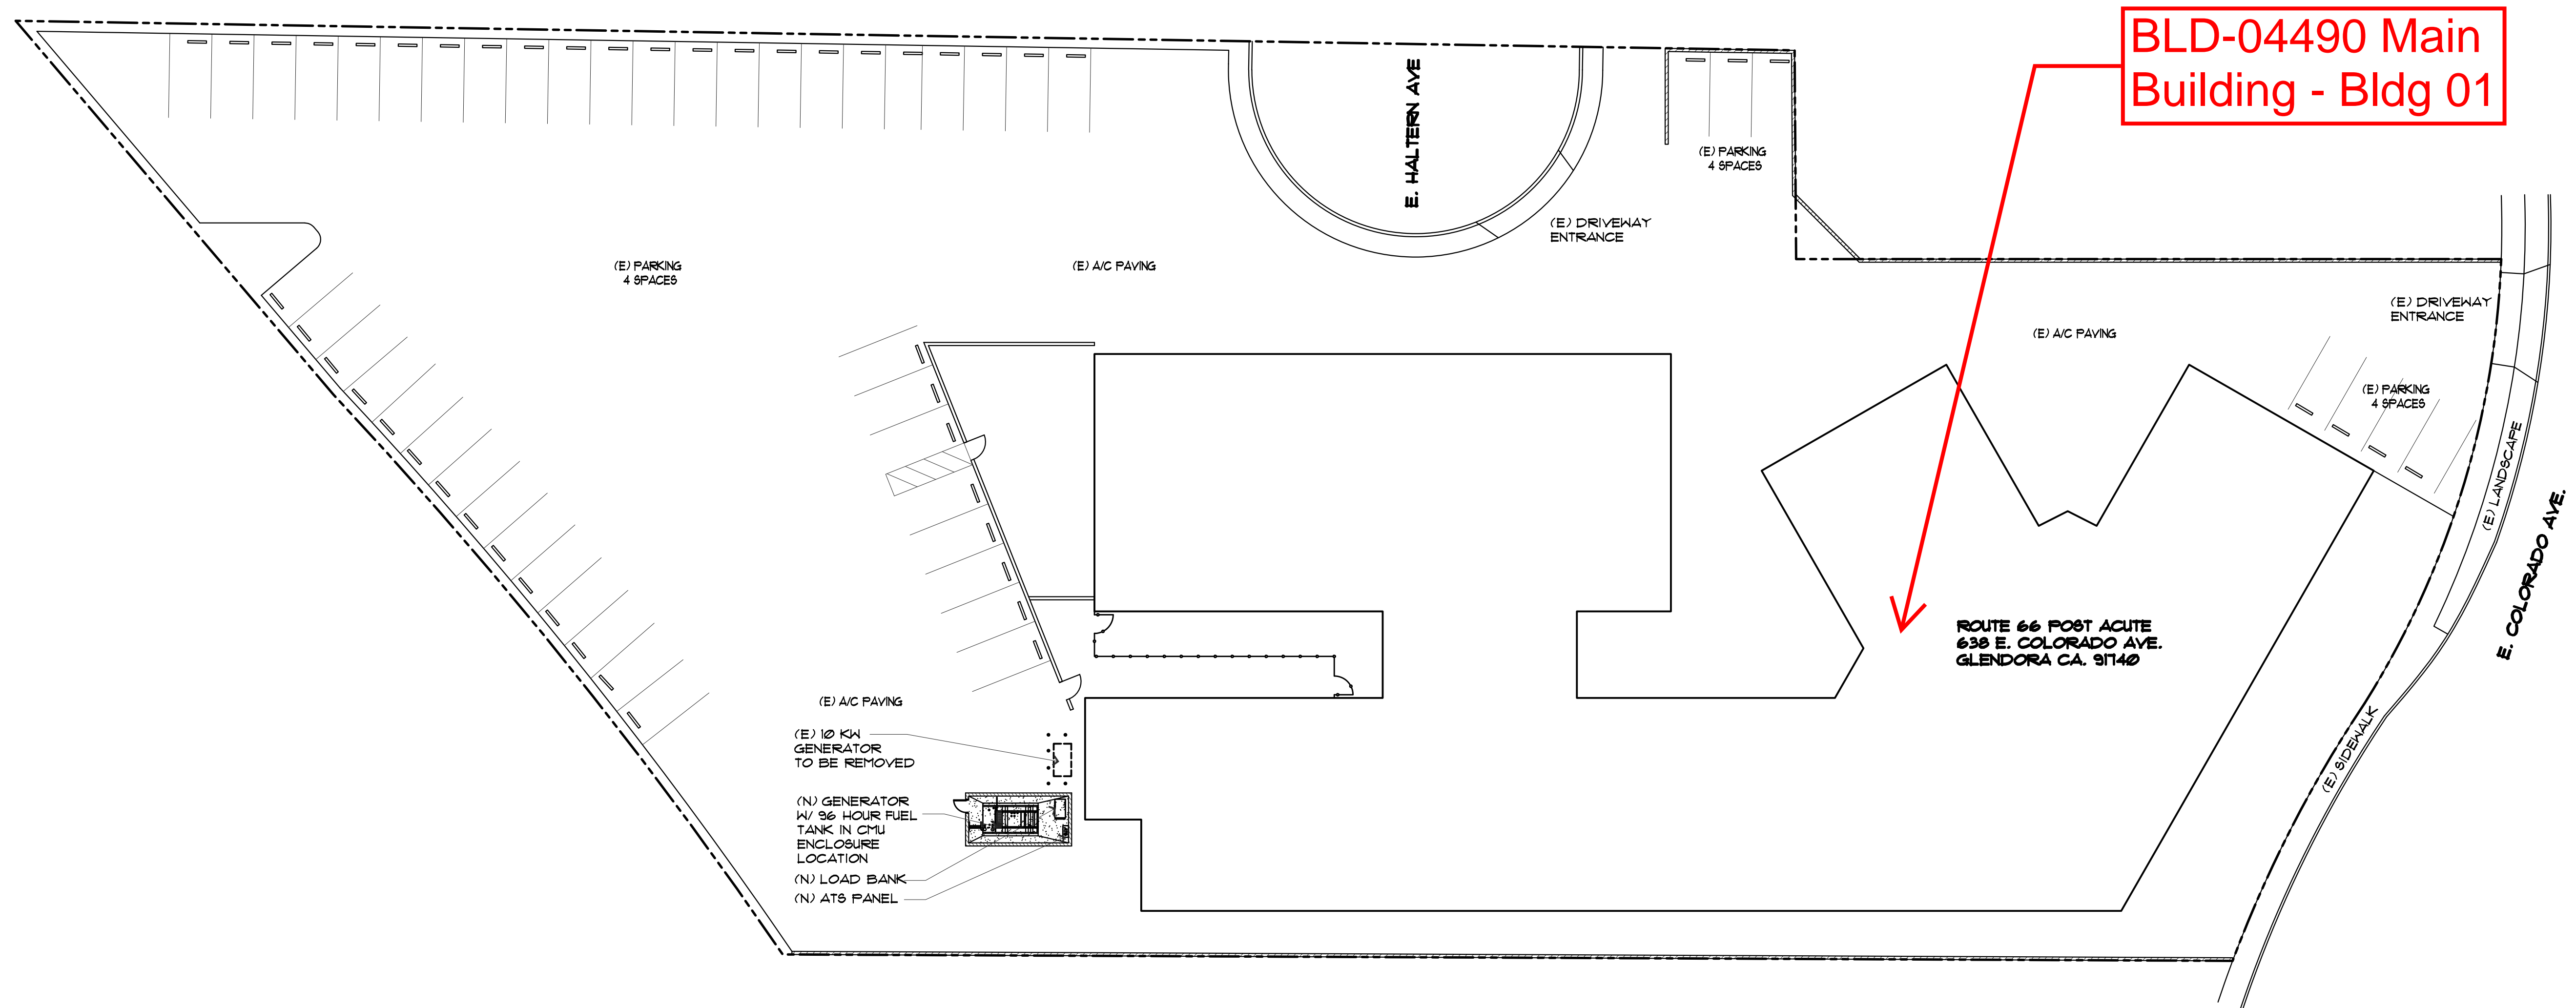 BLD-04490 Main
Building - Bldg 01
E. HALTERN AVE
(E) PARKING
4 SPACES
(E) DRIVEWAY
ENTRANCE
(E) PARKING
4 SPACES
(E) A/C PAVING
(E) DRIVEWAY
ENTRANCE
(E) A/C PAVING
(E) PARKING
4 SPACES
(E) LANDSCAPE
E. COLORADO AVE.
ROUTE 66 POST ACUTE
638 E. COLORADO AVE.
GLENDORA CA. 91740
(E) SIDEWALK
(E) A/C PAVING
(E) 10 KW
GENERATOR
TO BE REMOVED
(N) GENERATOR
W/ 96 HOUR FUEL
TANK IN CMU
ENCLOSURE
LOCATION
(N) LOAD BANK
(N) ATS PANEL